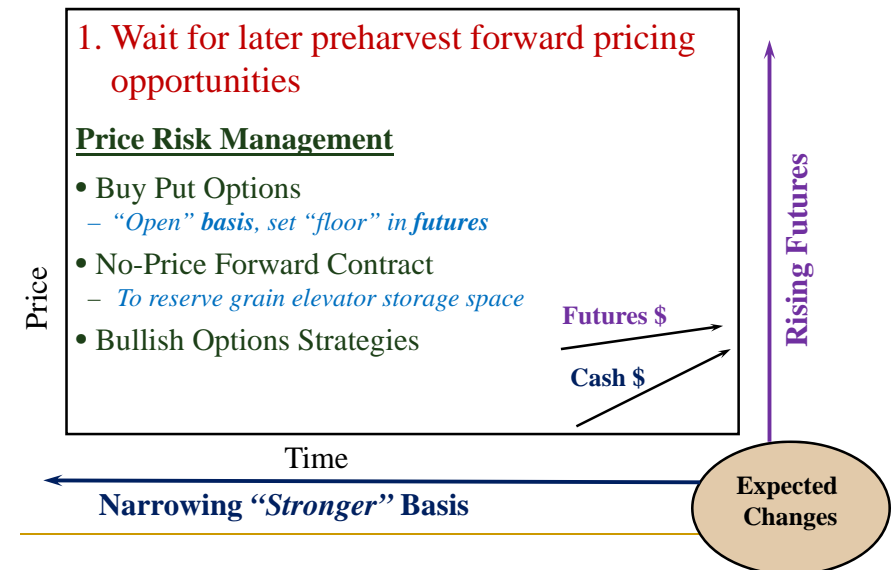 1. Wait for later preharvest forward pricing
opportunities
Price Risk Management
• Buy Put Options
– “Open” basis, set “floor” in futures
• No-Price Forward Contract
– To reserve grain elevator storage space
• Bullish Options Strategies
Futures $
Cash $
Price
Time
Rising Futures
Narrowing “Stronger” Basis
Expected
Changes